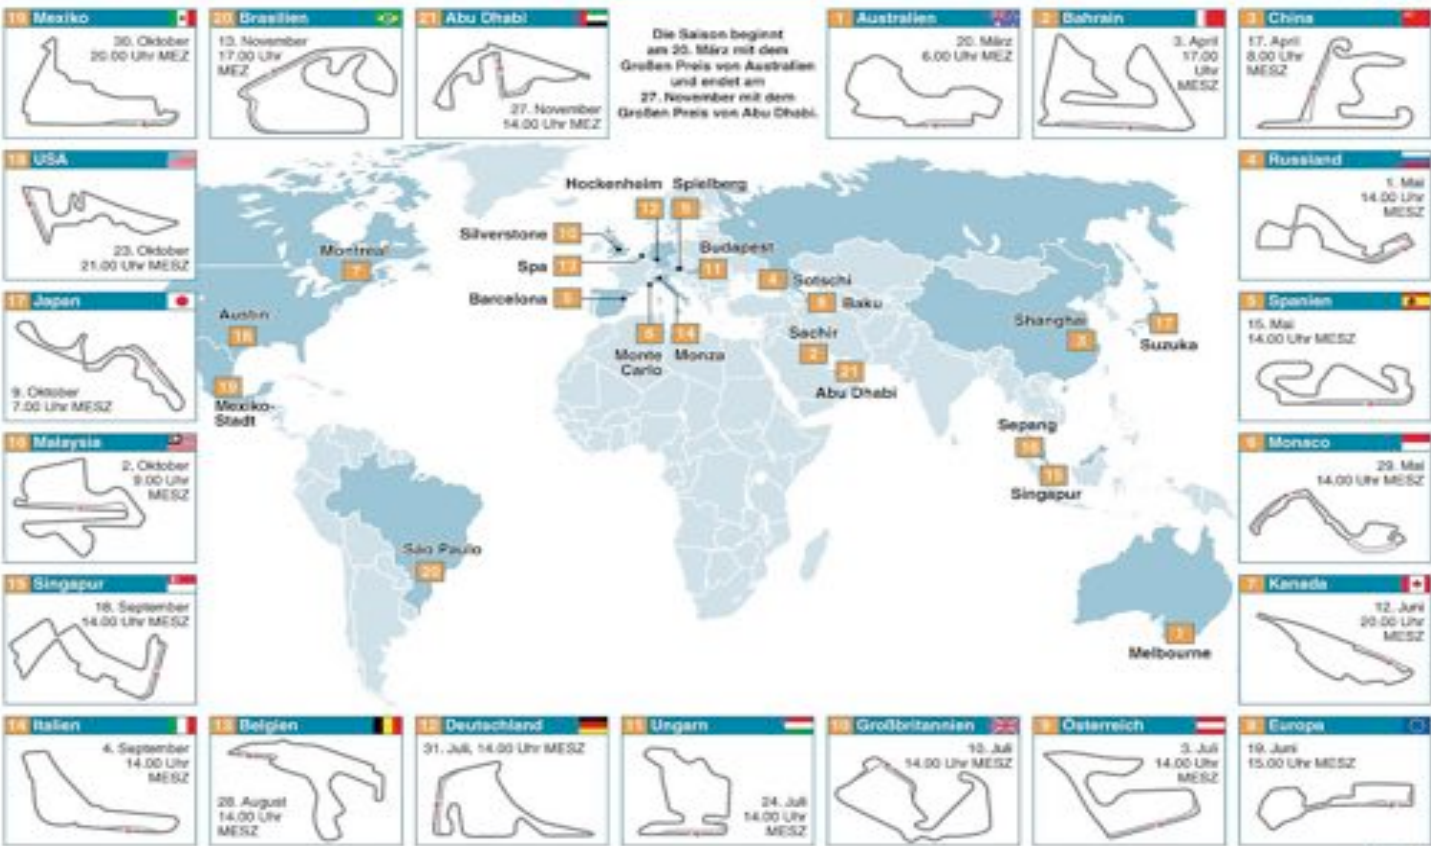 19 Mexiko
30. Oktober
20.00 Uhr MEZ
20 Brasilien
13. November
17.00 Uhr
MEZ
21 Abu Dhabi
27. November
14.00 Uhr MEZ
Die Saison beginnt
am 20. März mit dem
Großen Preis von Australien
und endet am
27. November mit dem
Großen Preis von Abu Dhabi.
1 Australien
20. März
6.00 Uhr MEZ
2 Bahrain
3. April
17.00
Uhr
MESZ
3 China
17. April
8.00 Uhr
MESZ
18 USA
23. Oktober
21.00 Uhr MESZ
4 Russland
1. Mai
14.00 Uhr
MESZ
17 Japan
9. Oktober
7.00 Uhr MESZ
5 Spanien
15. Mai
14.00 Uhr MESZ
16 Malaysia
2. Oktober
9.00 Uhr
MESZ
6 Monaco
29. Mai
14.00 Uhr MESZ
15 Singapur
18. September
14.00 Uhr MESZ
7 Kanada
12. Juni
20.00 Uhr
MESZ
Hockenheim
12
Spielberg
9
Silverstone 10
Spa 13
Barcelona 5
Budapest
11
4 Sotschi
8 Baku
Montreal
7
Austin
18
19
Mexiko-
Stadt
6
Monte
Carlo
14
Monza
Sachir
2
21
Abu Dhabi
Shanghai
3
17
Suzuka
Sepang
16
15
Singapur
Sao Paulo
20
1
Melbourne
14 Italien
4. September
14.00 Uhr
MESZ
13 Belgien
28. August
14.00 Uhr
MESZ
12 Deutschland
31. Juli, 14.00 Uhr MESZ
11 Ungarn
24. Juli
14.00 Uhr
MESZ
10 Großbritannien
10. Juli
14.00 Uhr MESZ
9 Österreich
3. Juli
14.00 Uhr
MESZ
8 Europa
19. Juni
15.00 Uhr MESZ